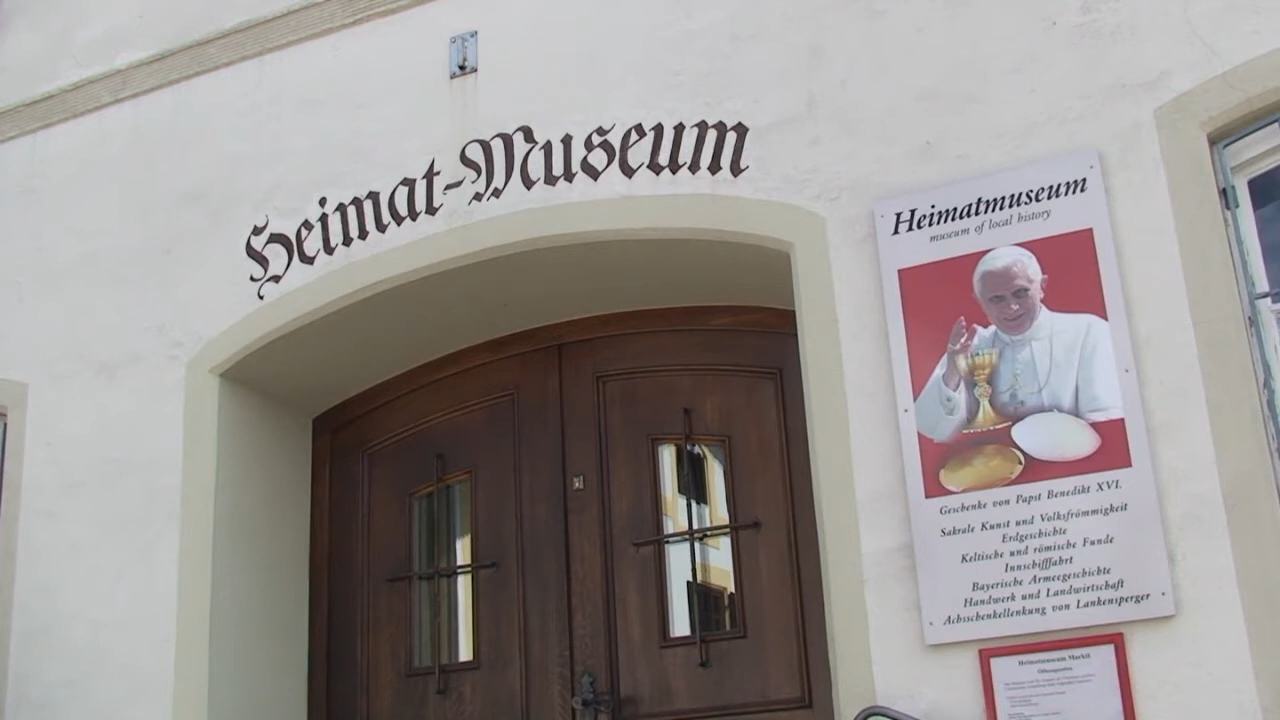 Heimat-Museum
Heimatmuseum
museum of local history
Geschenke von Papst Benedikt XVI.
Sakrale Kunst und Volksfrömmigkeit
Erdgeschichte
Keltische und römische Funde
Innschifffahrt
Bayerische Armeegeschichte
Handwerk und Landwirtschaft
Achsschenkellenkung von Lankensperger
Heimatmuseum Marktl